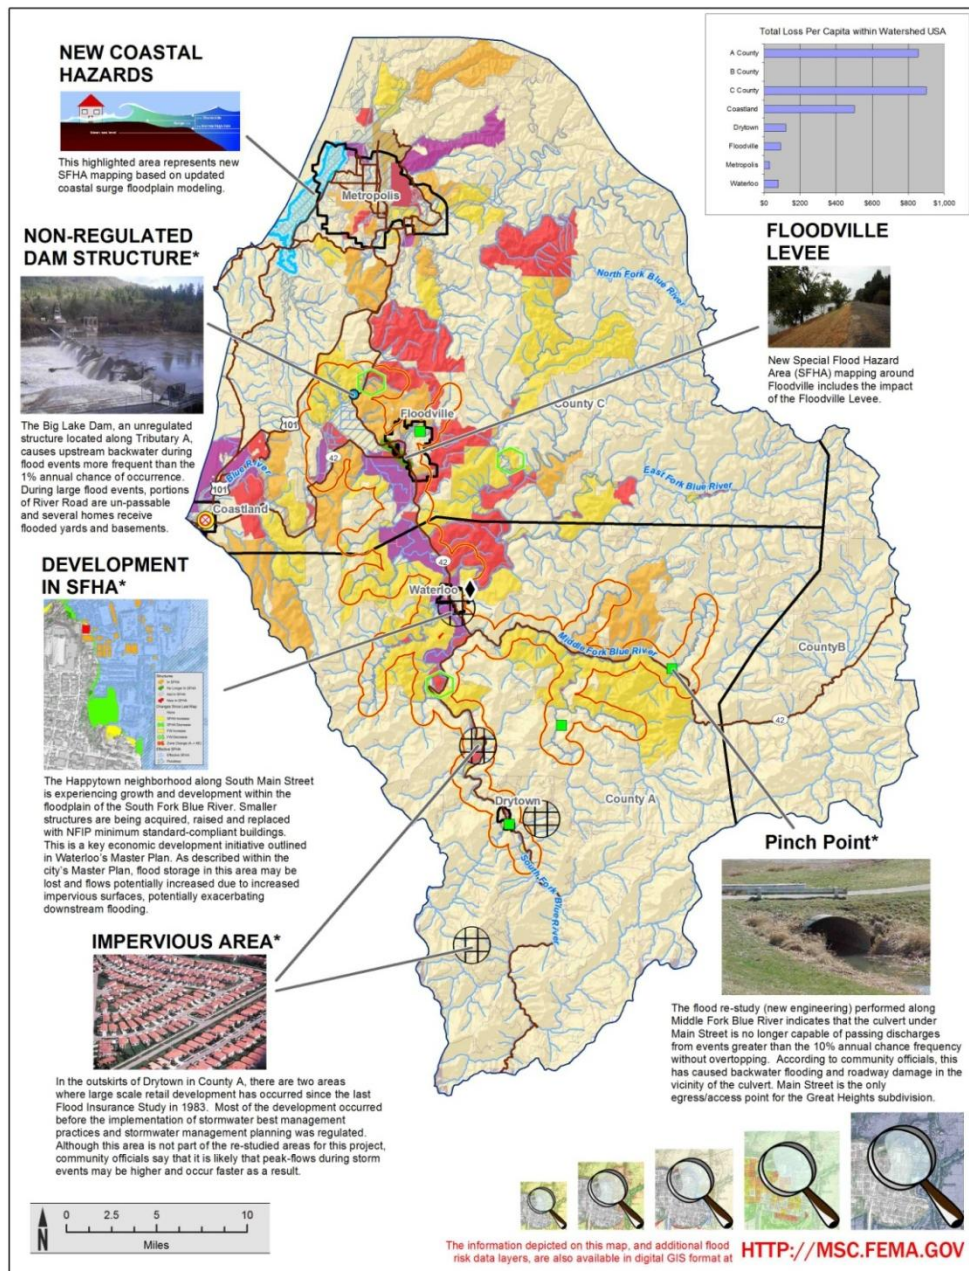 NEW COASTAL
HAZARDS
This highlighted area represents new
SFHA mapping based on updated
coastal surge floodplain modeling.
Total Loss Per Capita within Watershed USA
A County
B County
C County
Coastland
Drytown
Floodville
Metropolis
Waterloo
$0 $200 $400 $600 $800 $1,000
NON-REGULATED
DAM STRUCTURE*
The Big Lake Dam, an unregulated
structure located along Tributary A,
causes upstream backwater during
flood events more frequent than the
1% annual chance of occurrence.
During large flood events, portions
of River Road are un-passable
and several homes receive
flooded yards and basements.
FLOODVILLE
LEVEE
New Special Flood Hazard
Area (SFHA) mapping around
Floodville includes the impact
of the Floodville Levee.
Metropolis
North Fork Blue River
County C
Floodville
101
42
Blue River
101
Coastland
East Fork Blue River
42
Waterloo
Middle Fork Blue River
County B
42
County A
Drytown
South Fork Blue River
DEVELOPMENT
IN SFHA*
The Happytown neighborhood along South Main Street
is experiencing growth and development within the
floodplain of the South Fork Blue River. Smaller
structures are being acquired, raised and replaced
with NFIP minimum standard-compliant buildings.
This is a key economic development initiative outlined
in Waterloo's Master Plan. As described within the
city's Master Plan, flood storage in this area may be
lost and flows potentially increased due to increased
impervious surfaces, potentially exacerbating
downstream flooding.
IMPERVIOUS AREA*
In the outskirts of Drytown in County A, there are two areas
where large scale retail development has occurred since the last
Flood Insurance Study in 1983. Most of the development occurred
before the implementation of stormwater best management
practices and stormwater management planning was regulated.
Although this area is not part of the re-studied areas for this project,
community officials say that it is likely that peak-flows during storm
events may be higher and occur faster as a result.
Pinch Point*
The flood re-study (new engineering) performed along
Middle Fork Blue River indicates that the culvert under
Main Street is no longer capable of passing discharges
from events greater than the 10% annual chance frequency
without overtopping. According to community officials, this
has caused backwater flooding and roadway damage in the
vicinity of the culvert. Main Street is the only
egress/access point for the Great Heights subdivision.
N
0 2.5 5 10
Miles
The information depicted on this map, and additional flood
risk data layers, are also available in digital GIS format at HTTP://MSC.FEMA.GOV